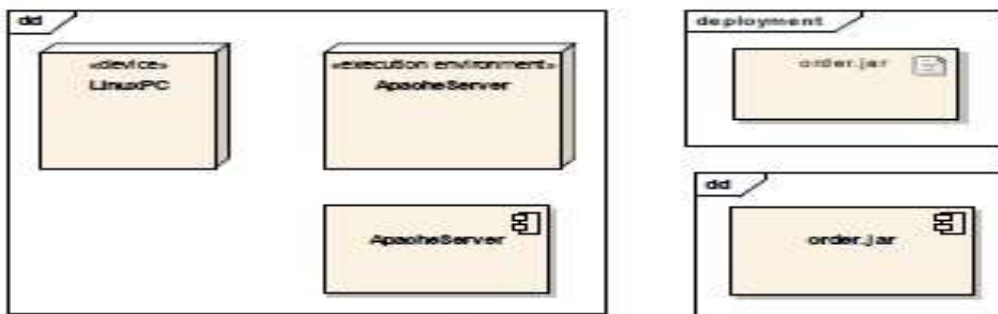 dd
«device»
LinuxPC
«execution environment»
ApacheServer
ApacheServer
deployment
order.jar
dd
order.jar